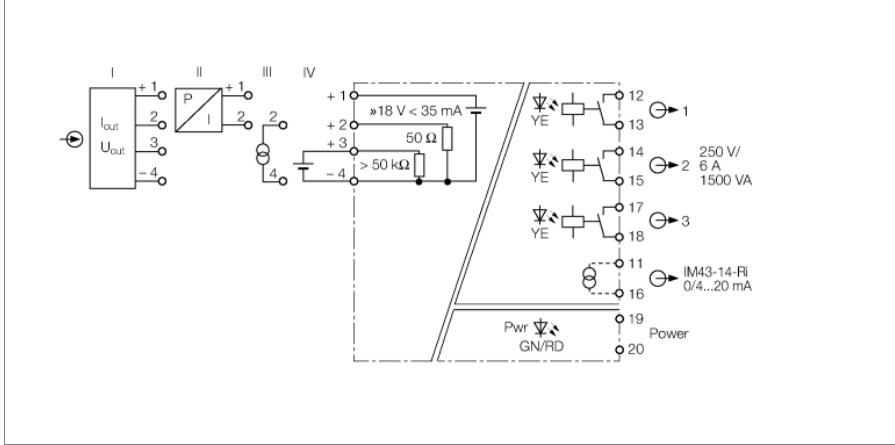 I II III IV
+ 1
2
3
– 4
Iout
Uout
P
I
+ 1
2
2
4
+ 1
+ 2
+ 3
– 4
»18 V < 35 mA
50 Ω
> 50 kΩ
YE
12
13
1
YE
14
15
2
250 V/
6 A
1500 VA
YE
17
18
3
11
16
IM43-14-Ri
0/4...20 mA
Pwr
GN/RD
19
20
Power